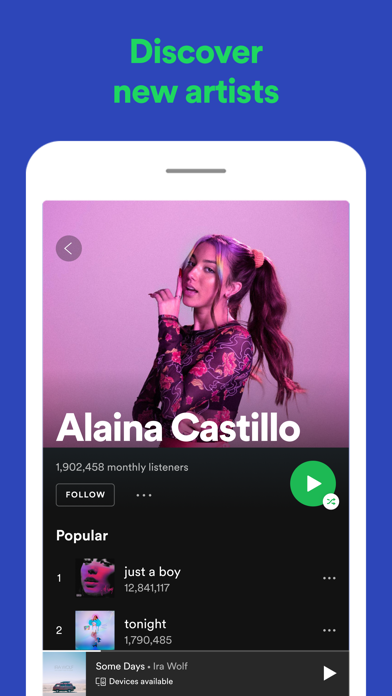 Discover
new artists
Alaina Castillo
1,902,458 monthly listeners
FOLLOW
Popular
1
just a boy
12,841,117
2
tonight
1,790,485
Some Days • Ira Wolf
Devices available